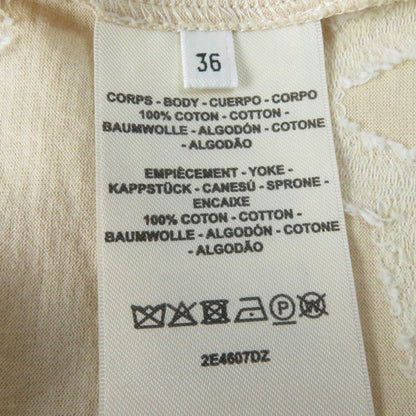 36
CORPS - BODY - CUERPO - CORPO
100% COTON - COTTON -
BAUMWOLLE - ALGODÓN - COTONE
- ALGODÃO
EMPIÈCEMENT - YOKE -
KAPPSTÜCK - CANESÚ - SPRONE -
ENCAIXE
100% COTON - COTTON -
BAUMWOLLE - ALGODÓN - COTONE
- ALGODÃO
2E4607DZ